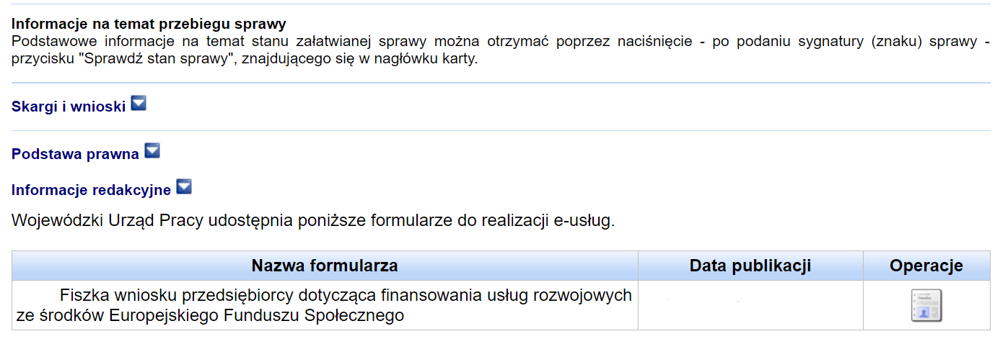 Informacje na temat przebiegu sprawy
Podstawowe informacje na temat stanu załatwianej sprawy można otrzymać poprzez naciśnięcie - po podaniu sygnatury (znaku) sprawy -
przycisku "Sprawdź stan sprawy", znajdującego się w nagłówku karty.
Skargi i wnioski
Podstawa prawna
Informacje redakcyjne
Wojewódzki Urząd Pracy udostępnia poniższe formularze do realizacji e-usług.
Nazwa formularza Data publikacji Operacje
Fiszka wniosku przedsiębiorcy dotycząca finansowania usług rozwojowych
ze środków Europejskiego Funduszu Społecznego